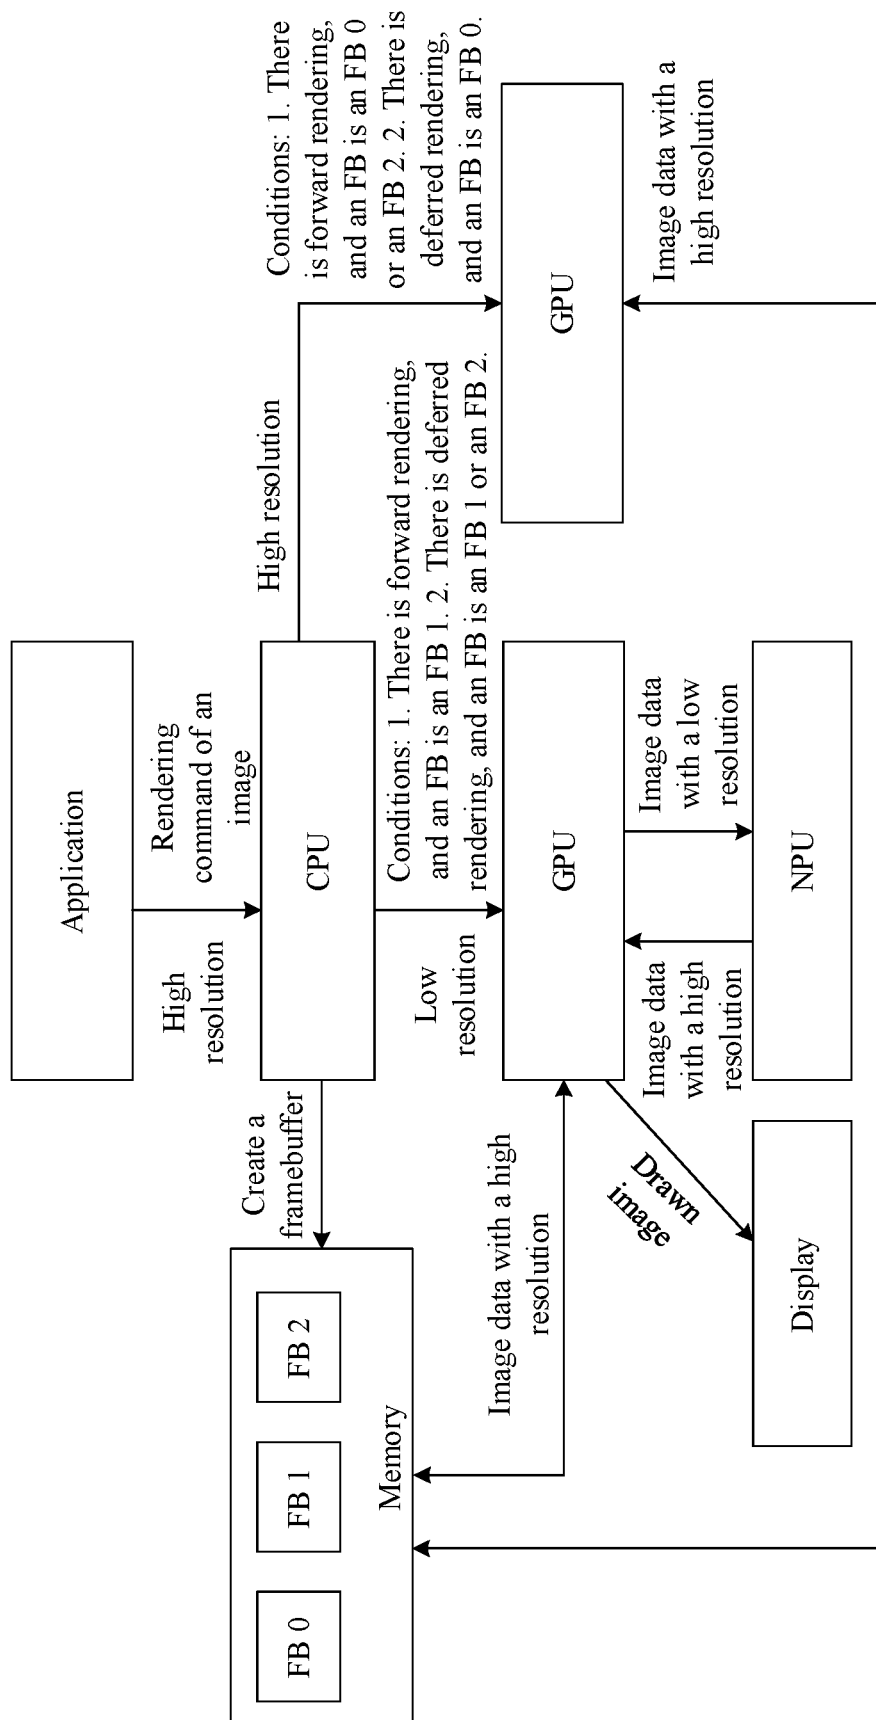 Application
High
resolution
Rendering
command of an
image
FB 0
FB 1
FB 2
Memory
Create a
framebuffer
CPU
High resolution
Conditions: 1. There
is forward rendering,
and an FB is an FB 0
or an FB 2. 2. There is
deferred rendering,
and an FB is an FB 0.
Low
resolution
Conditions: 1. There is forward rendering,
and an FB is an FB 1. 2. There is deferred
rendering, and an FB is an FB 1 or an FB 2.
Image data with a high
resolution
GPU
GPU
Drawn
image
Image data
with a high
resolution
Image data
with a low
resolution
Image data with a
high resolution
Display
NPU